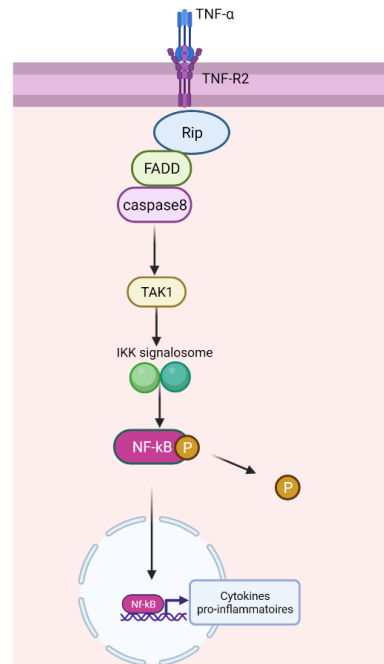 TNF-α
TNF-R2
Rip
FADD
caspase8
TAK1
IKK signalosome
NF-kB
P
P
Nf-kB
Cytokines
pro-inflammatoires